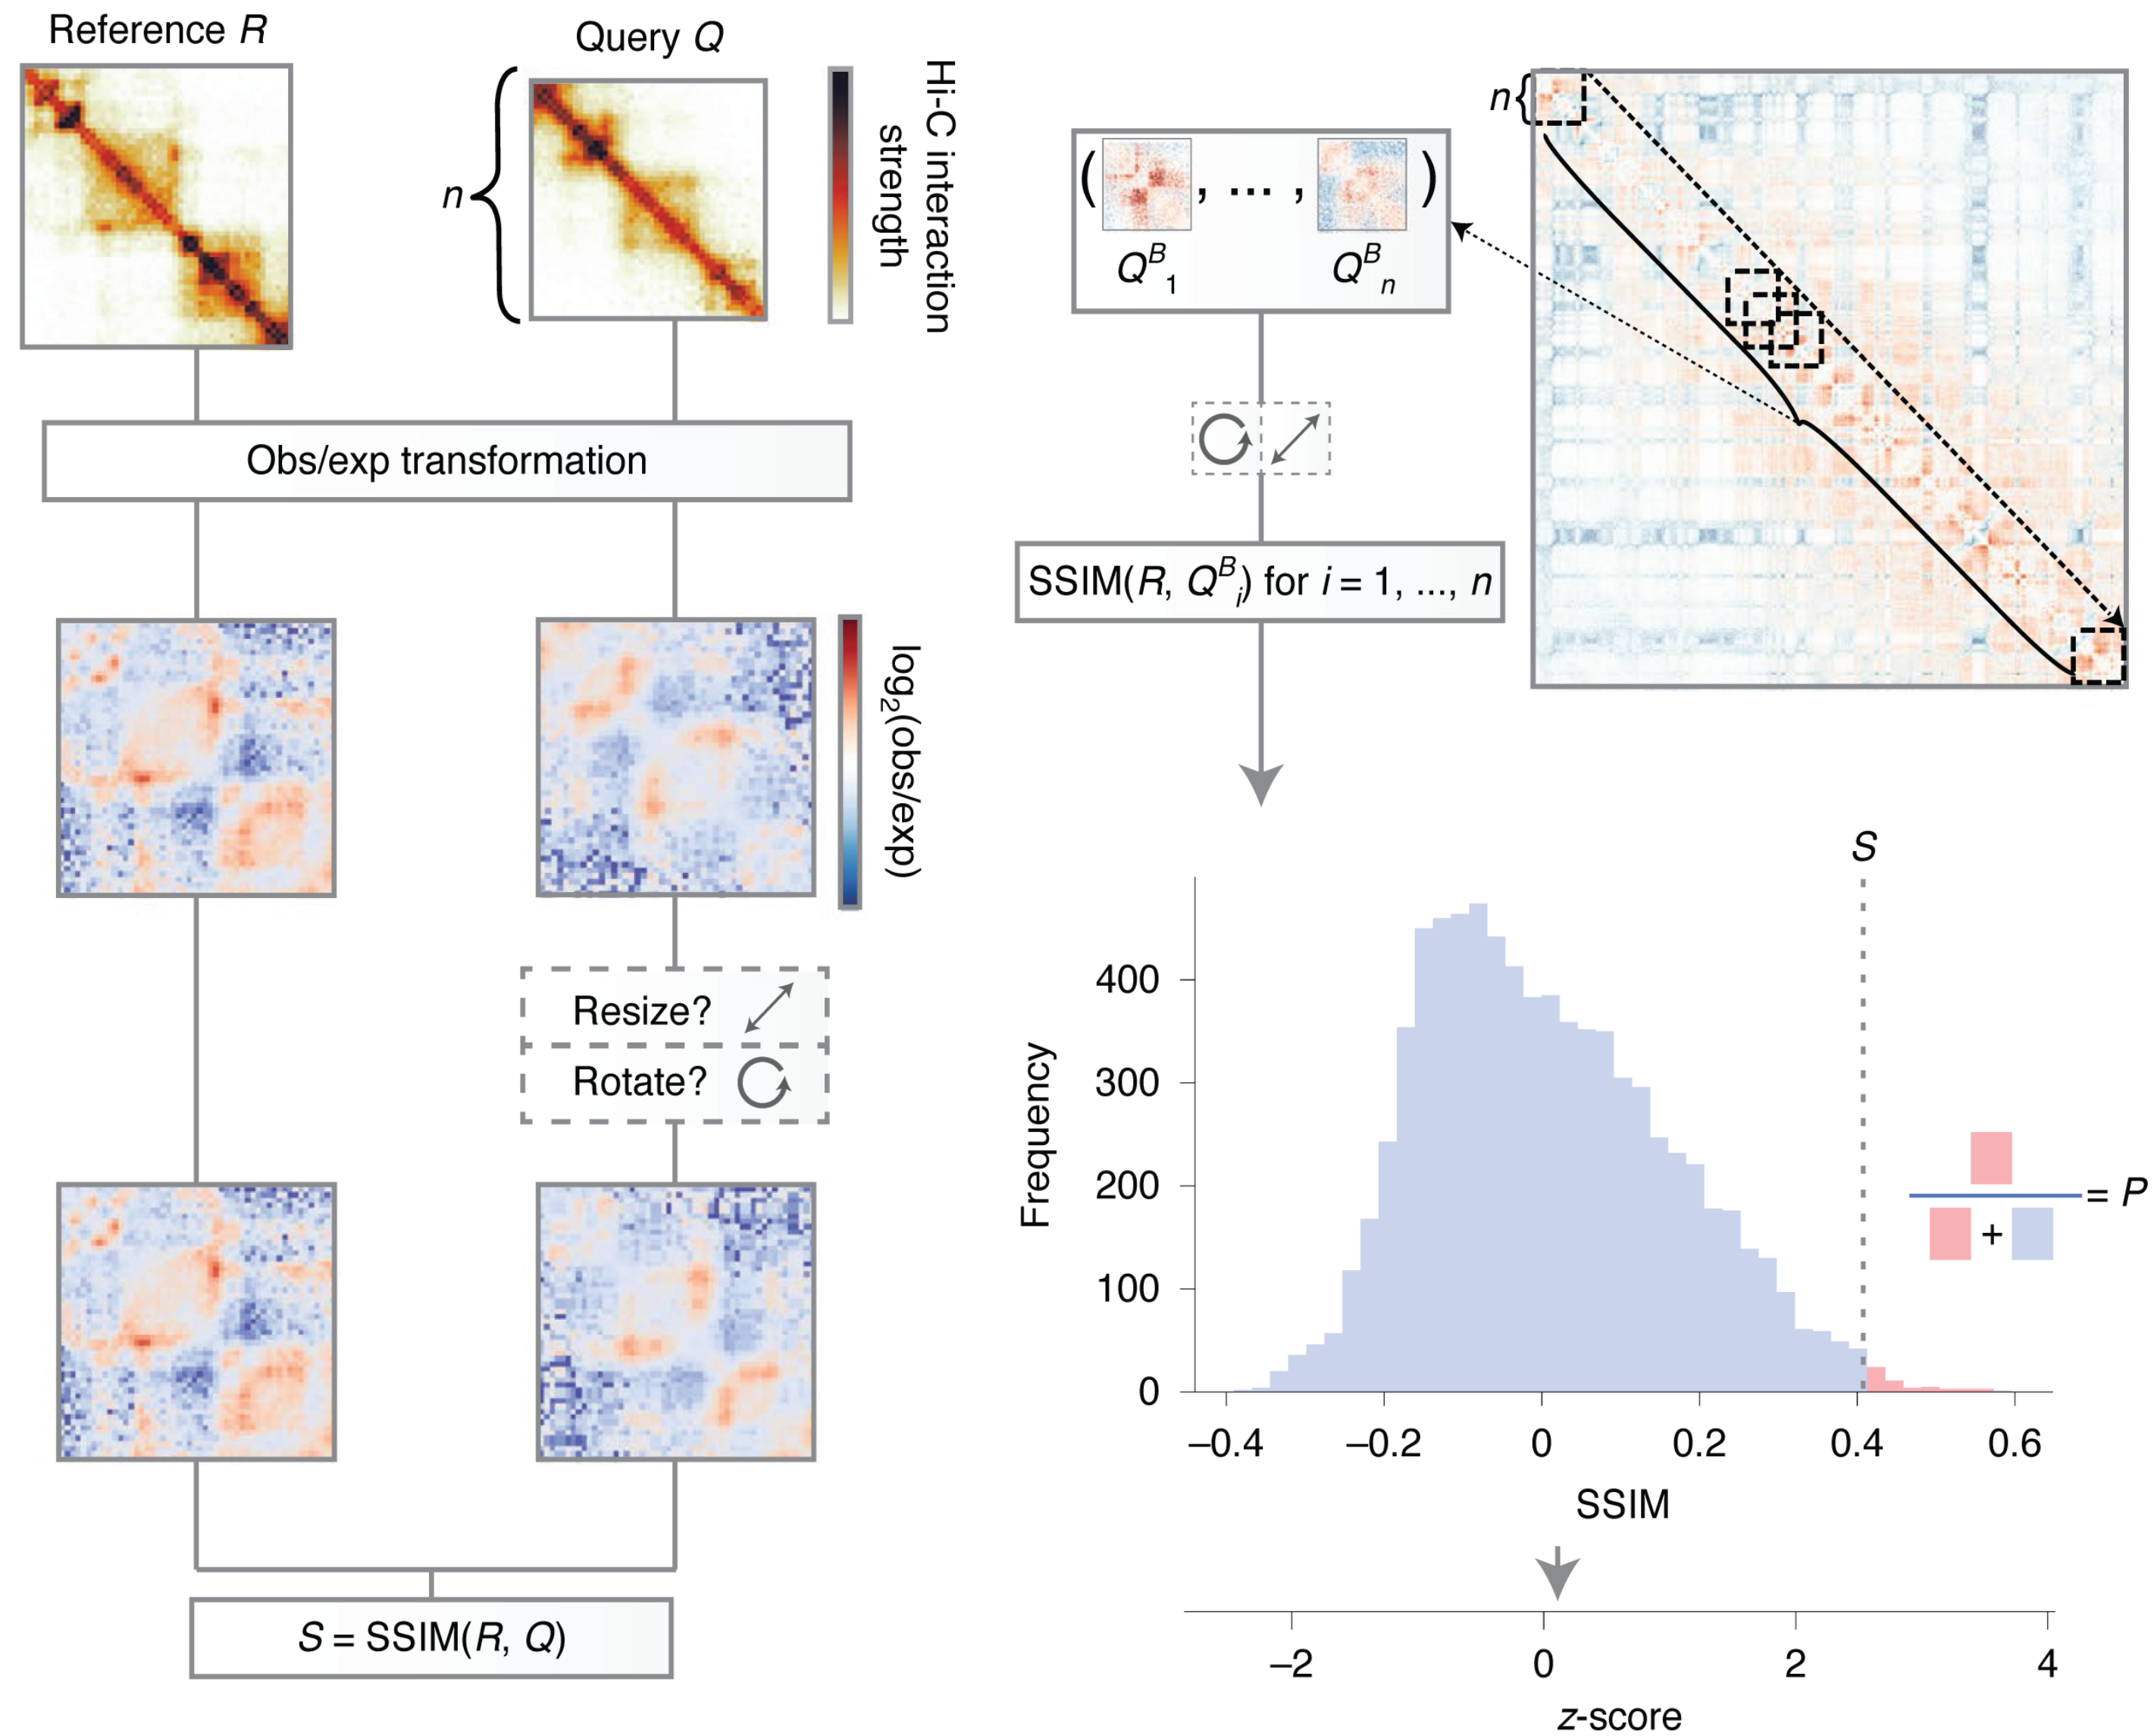 Reference R
Query Q
n
Hi-C interaction
strength
Obs/exp transformation
log2(obs/exp)
Resize?
Rotate?
S = SSIM(R, Q)
n
( , ... , )
Q^B_1
Q^B_n
SSIM(R, Q^B_i) for i = 1, ..., n
S
Frequency
400
300
200
100
0
–0.4 –0.2 0 0.2 0.4 0.6
SSIM
= P
+
–2 0 2 4
z-score